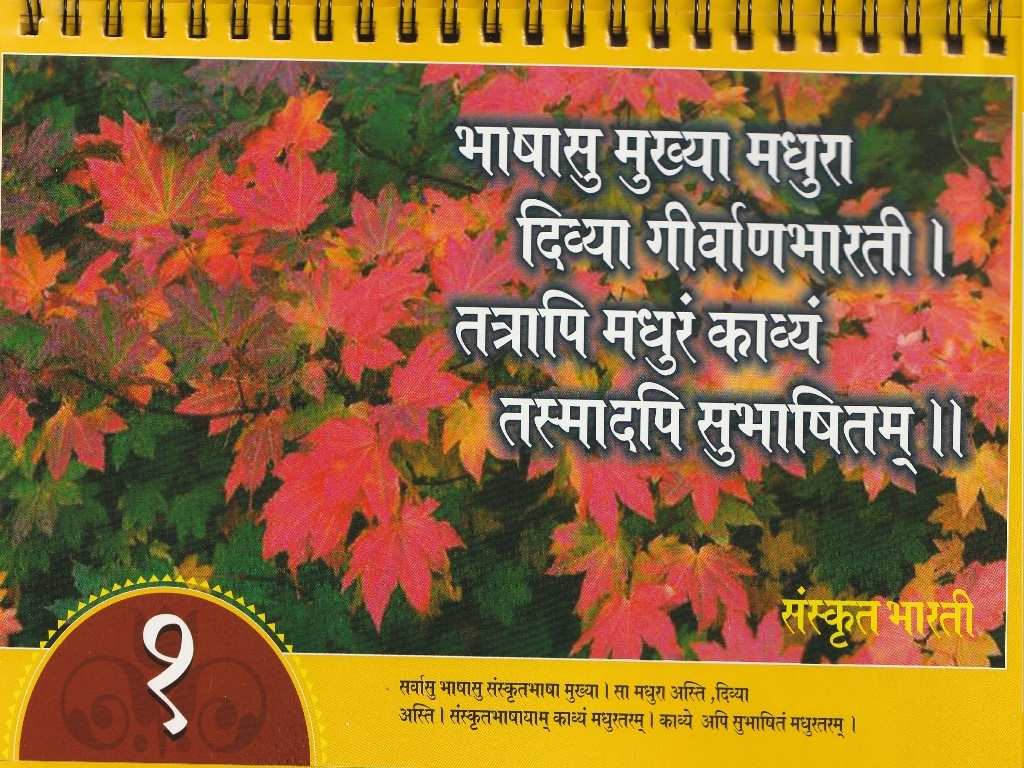 भाषासु मुख्या मधुरा
दिव्या गीर्वाणभारती ।
तत्रापि मधुरं काव्यं
तस्मादपि सुभाषितम् ।।
संस्कृत भारती
१
सर्वासु भाषासु संस्कृतभाषा मुख्या । सा मधुरा अस्ति ,दिव्या
अस्ति । संस्कृतभाषायाम् काव्यं मधुरतरम् । काव्ये अपि सुभाषितं मधुरतरम् ।